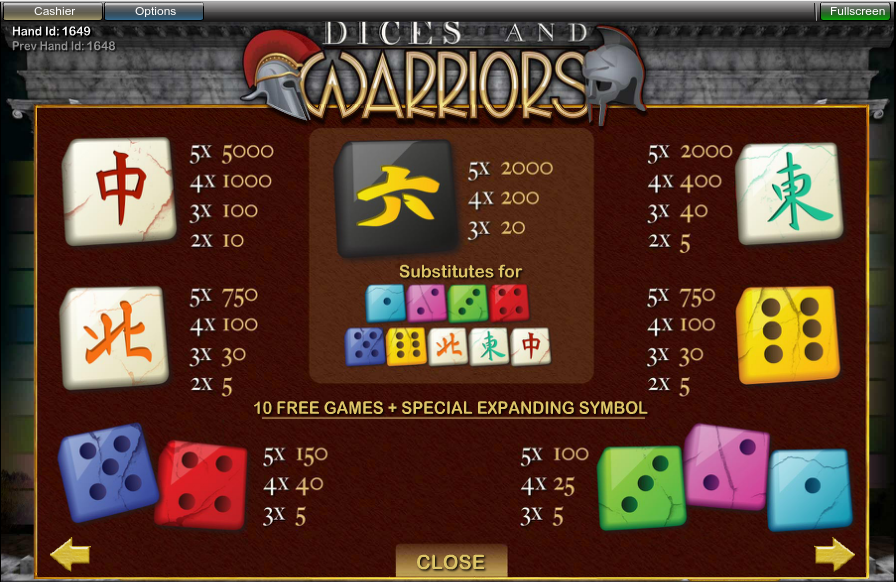 Cashier
Options
Fullscreen
Hand Id: 1649
Prev Hand Id: 1648
DICES AND
WARRIORS
中
5X 5000
4X 1000
3X 100
2X 10
六
5X 2000
4X 200
3X 20
5X 2000
4X 400
3X 40
2X 5
東
Substitutes for
北 東 中
北
5X 750
4X 100
3X 30
2X 5
5X 750
4X 100
3X 30
2X 5
10 FREE GAMES + SPECIAL EXPANDING SYMBOL
5X 150
4X 40
3X 5
5X 100
4X 25
3X 5
CLOSE